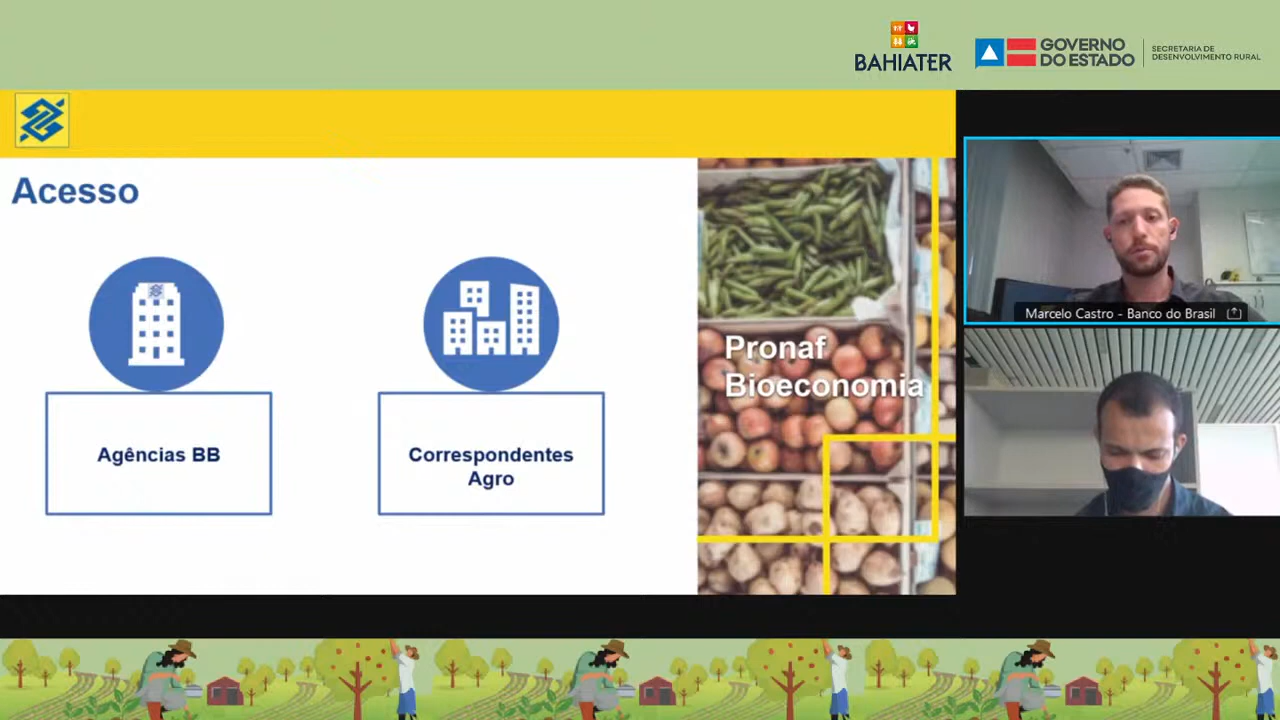 BAHIATER
GOVERNO
DO ESTADO
SECRETARIA DE
DESENVOLVIMENTO RURAL
Acesso
Agências BB
Correspondentes
Agro
Pronaf
Bioeconomia
Marcelo Castro - Banco do Brasil